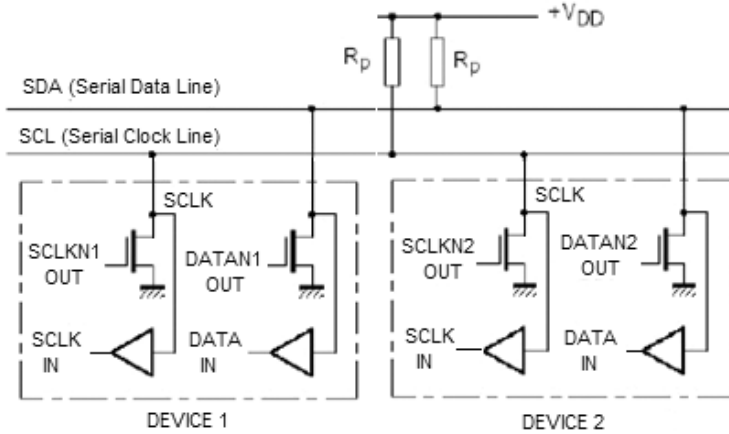 +VDD
Rp Rp
SDA (Serial Data Line)
SCL (Serial Clock Line)
SCLK SCLK
SCLKN1 OUT DATAN1 OUT SCLKN2 OUT DATAN2 OUT
SCLK IN DATA IN SCLK IN DATA IN
DEVICE 1 DEVICE 2